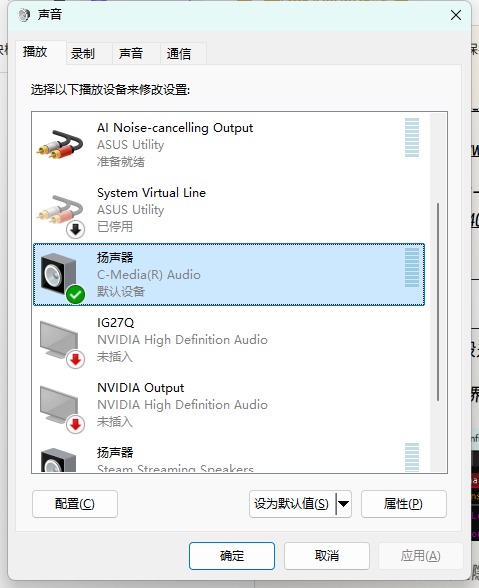 声音
播放
录制
声音
通信
选择以下播放设备来修改设置:
AI Noise-cancelling Output
ASUS Utility
准备就绪
System Virtual Line
ASUS Utility
已停用
扬声器
C-Media(R) Audio
默认设备
IG27Q
NVIDIA High Definition Audio
未插入
NVIDIA Output
NVIDIA High Definition Audio
未插入
扬声器
Steam Streaming Speakers
配置(C)
设为默认值(S)
属性(P)
确定
取消
应用(A)